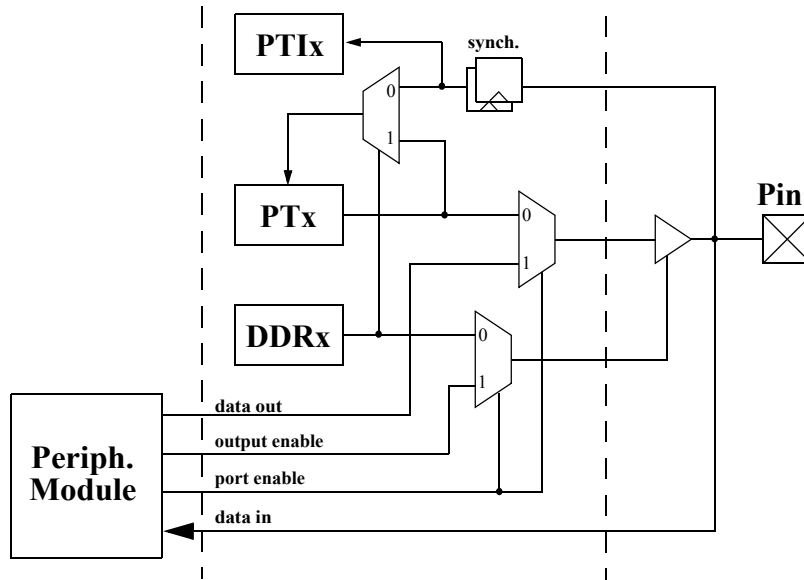 synch.
PTIx
0
1
Pin
PTx
0
1
DDRx
0
1
data out
Periph.
Module
output enable
port enable
data in